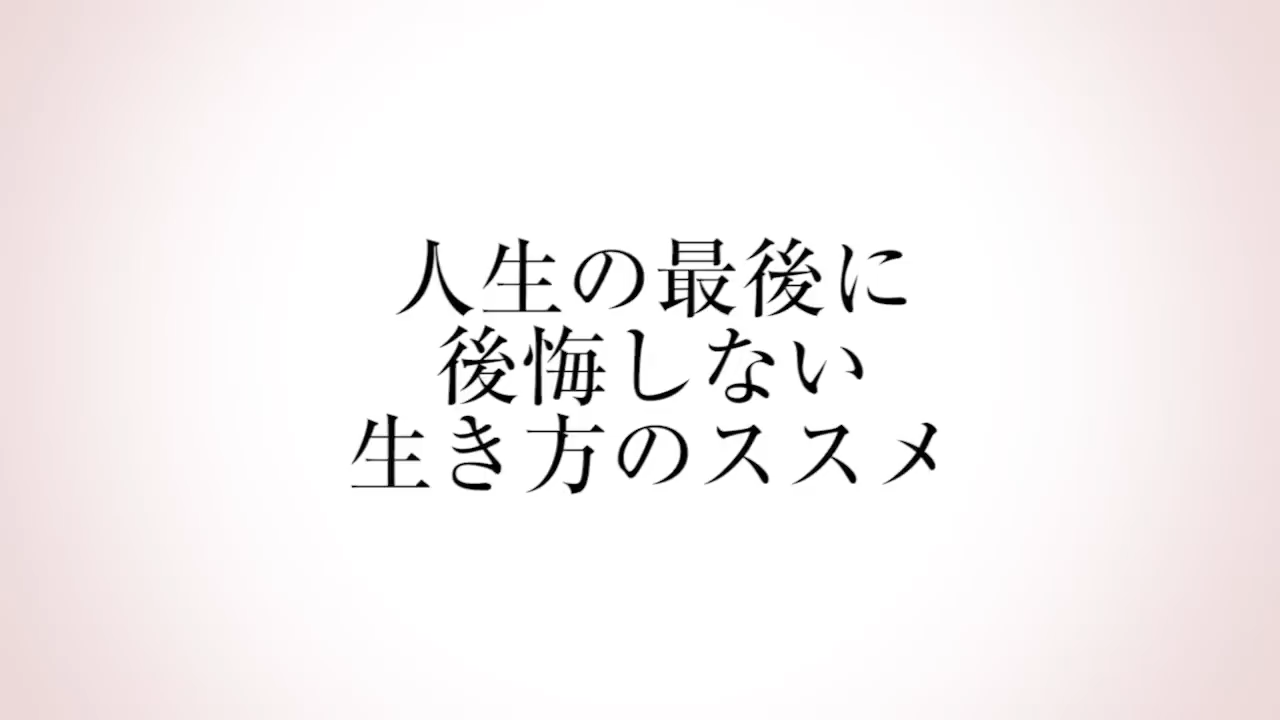 人生の最後に
後悔しない
生き方のススメ